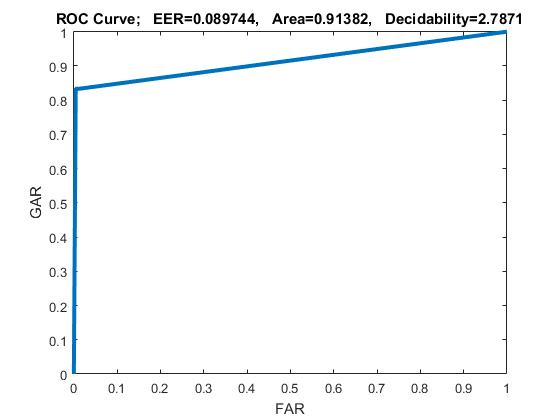 ROC Curve;   EER=0.089744,   Area=0.91382,   Decidability=2.7871
1
0.9
0.8
0.7
0.6
0.5
0.4
0.3
0.2
0.1
0
GAR
0 0.1 0.2 0.3 0.4 0.5 0.6 0.7 0.8 0.9 1
FAR